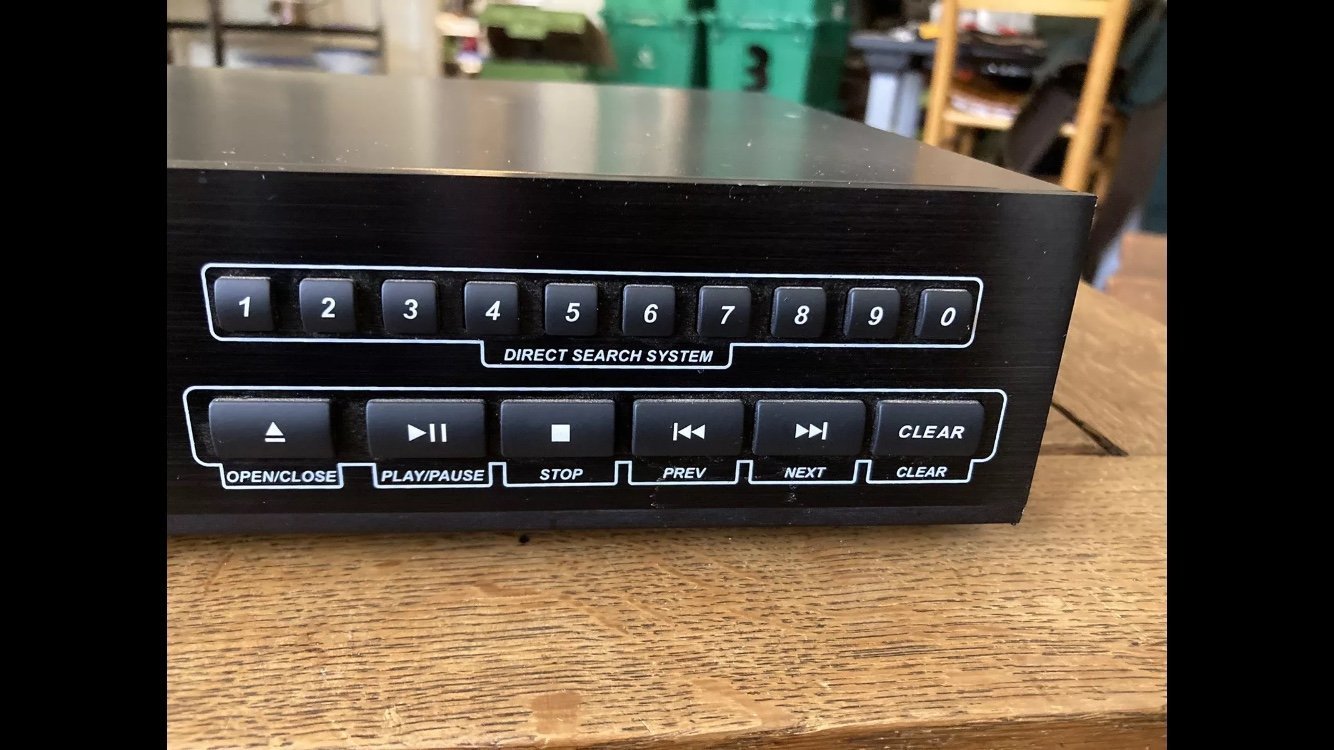 3
1 2 3 4 5 6 7 8 9 0
DIRECT SEARCH SYSTEM
CLEAR
OPEN/CLOSE PLAY/PAUSE STOP PREV NEXT CLEAR